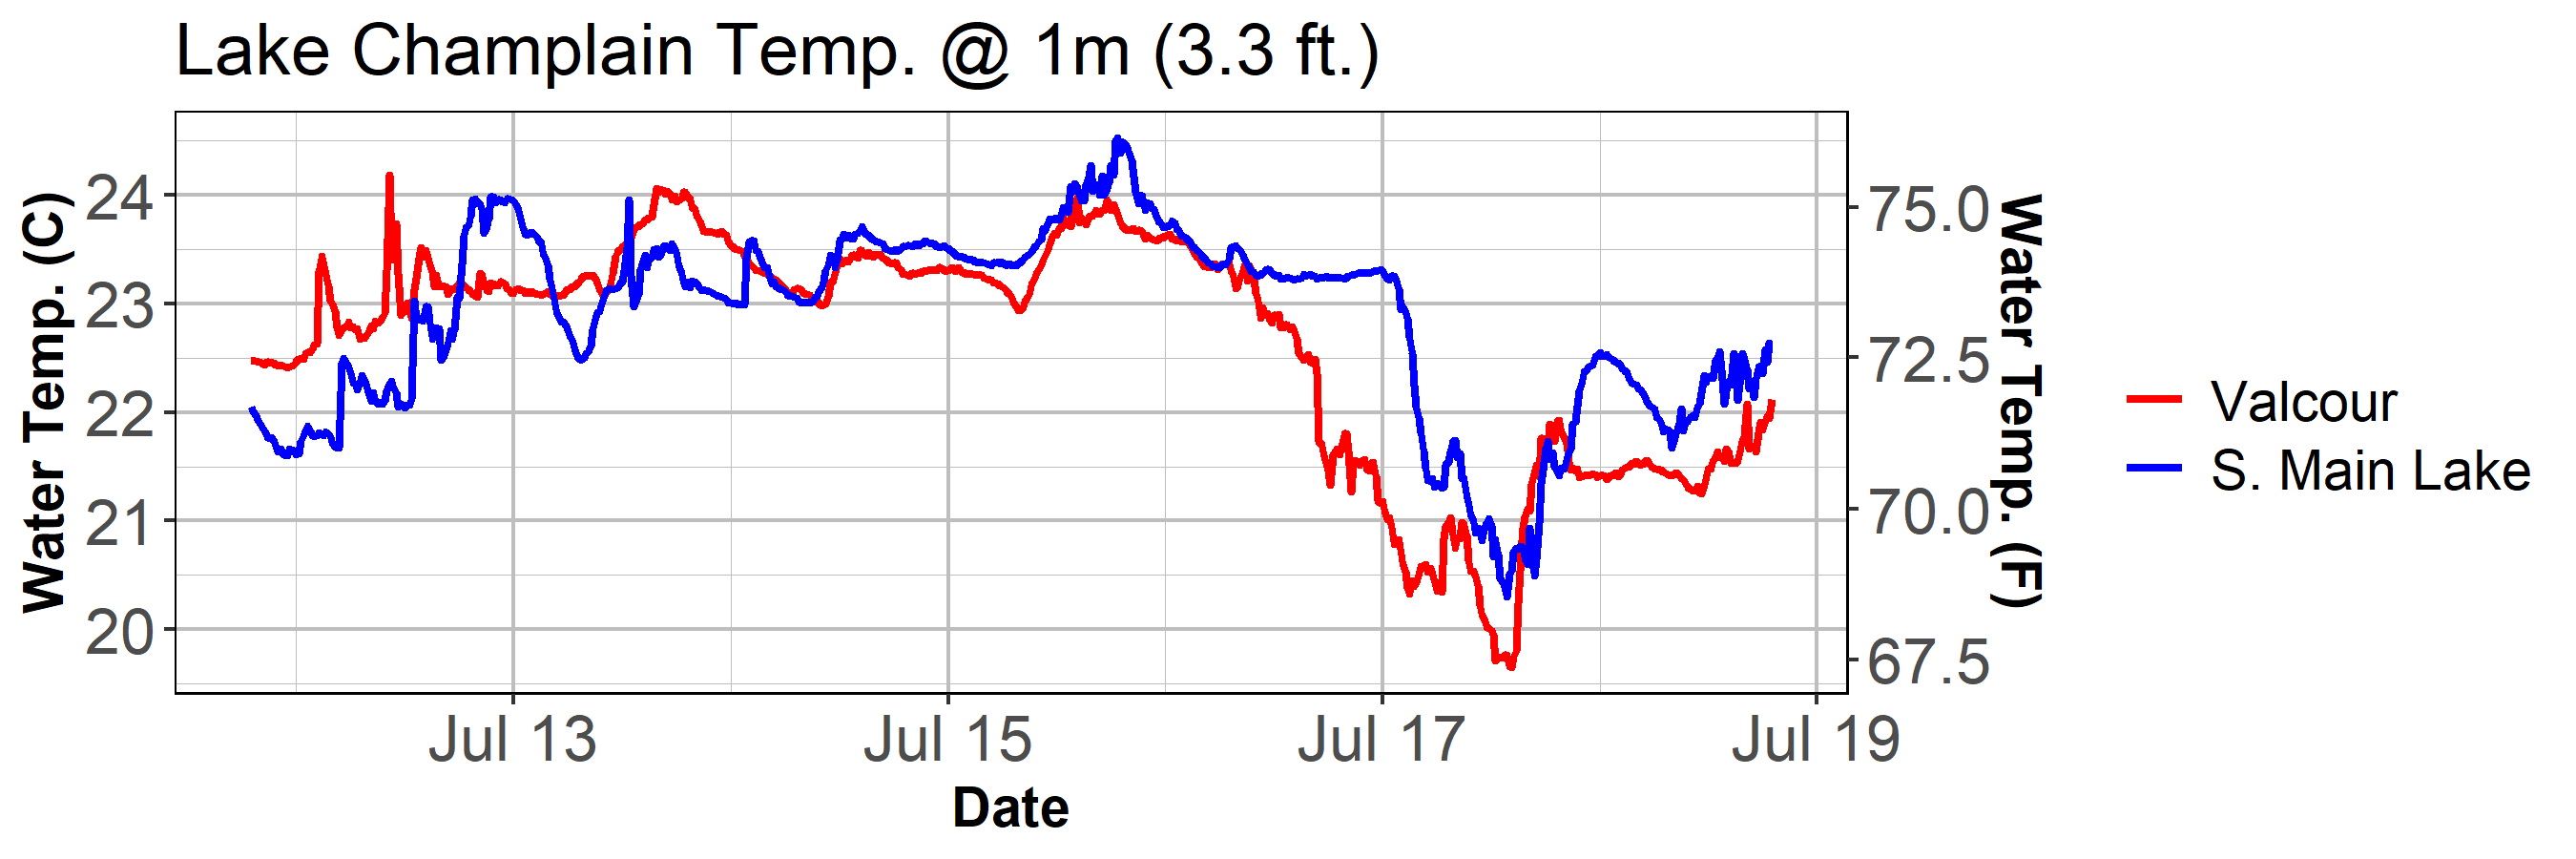 Lake Champlain Temp. @ 1m (3.3 ft.)
Water Temp. (C)
24
23
22
21
20
75.0
72.5
70.0
67.5
Water Temp. (F)
Jul 13
Jul 15
Jul 17
Jul 19
Date
Valcour
S. Main Lake